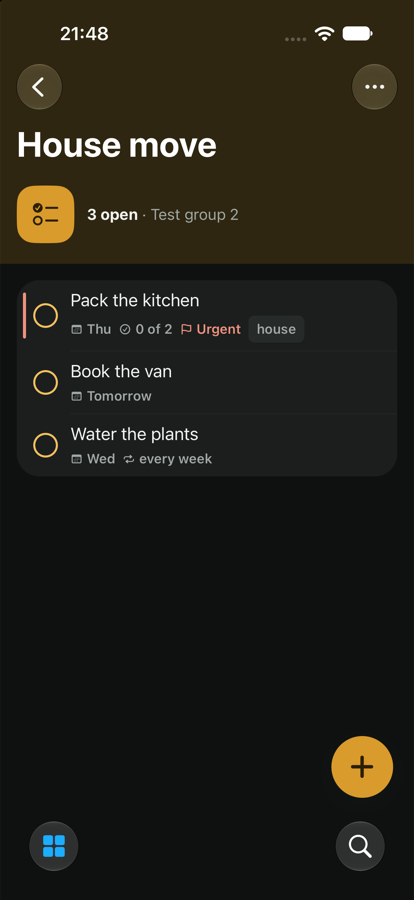 21:48
House move
3 open · Test group 2
Pack the kitchen
Thu 0 of 2 Urgent house
Book the van
Tomorrow
Water the plants
Wed every week